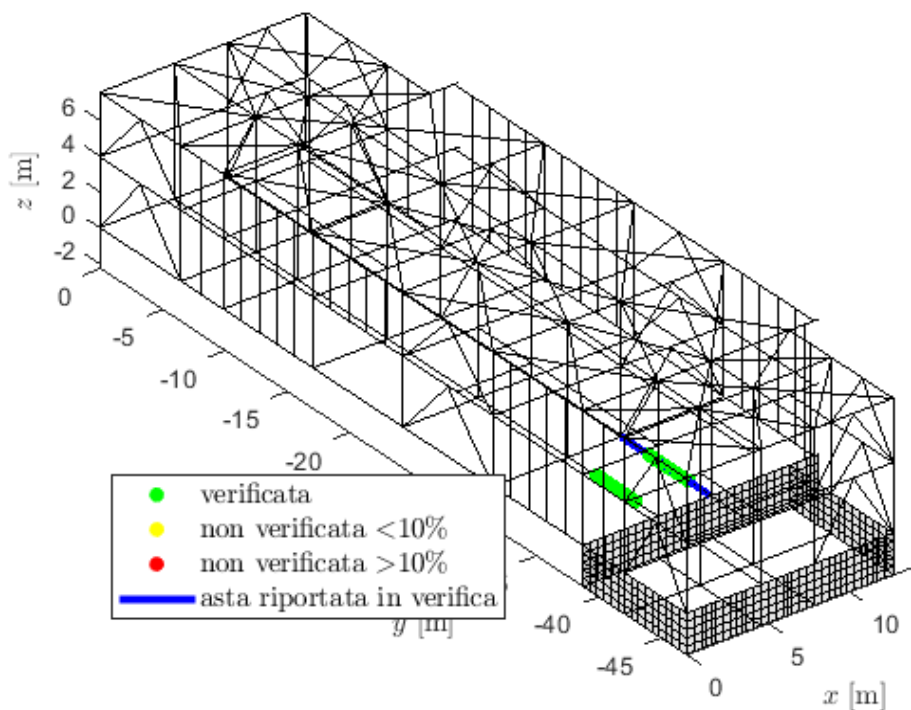 6
4
2
0
-2
z [m]
0
-5
-10
-15
-20
verificata
non verificata <10%
non verificata >10%
asta riportata in verifica
y [m]
-40
-45
0
5
10
x [m]